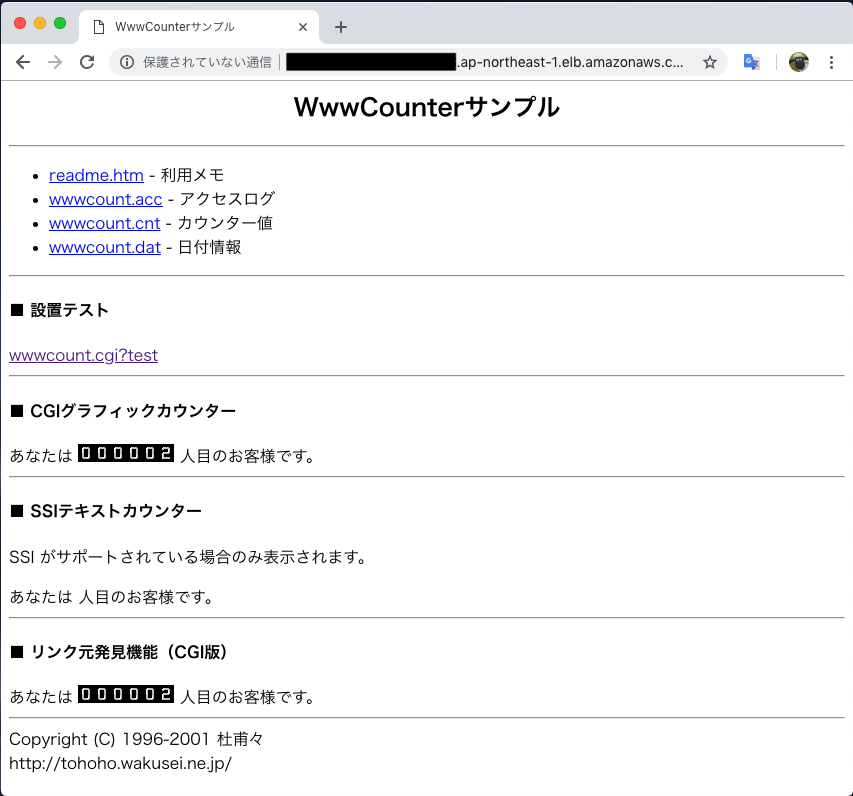 WwwCounterサンプル
保護されていない通信 .ap-northeast-1.elb.amazonaws.c...
WwwCounterサンプル
readme.htm - 利用メモ
wwwcount.acc - アクセスログ
wwwcount.cnt - カウンター値
wwwcount.dat - 日付情報
■ 設置テスト
wwwcount.cgi?test
■ CGIグラフィックカウンター
あなたは 000002 人目のお客様です。
■ SSIテキストカウンター
SSI がサポートされている場合のみ表示されます。
あなたは 人目のお客様です。
■ リンク元発見機能（CGI版）
あなたは 000002 人目のお客様です。
Copyright (C) 1996-2001 杜甫々
http://tohoho.wakusei.ne.jp/